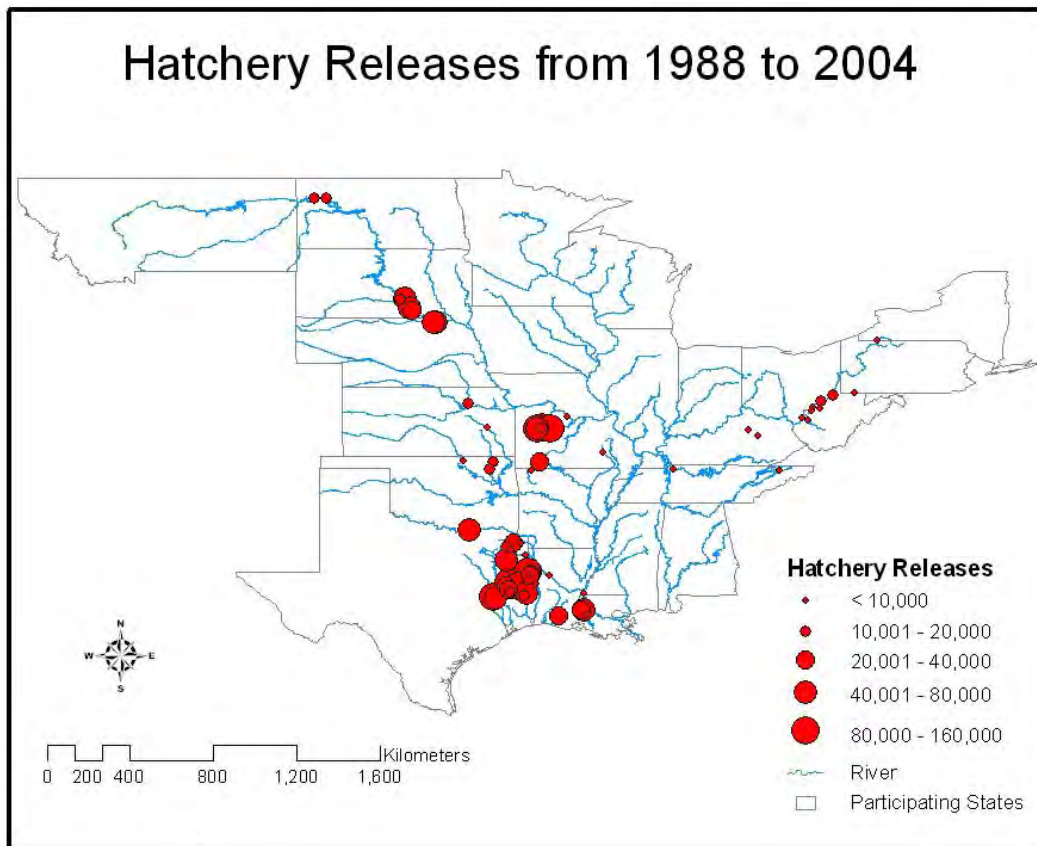 Hatchery Releases from 1988 to 2004
N
W E
S
Kilometers
0 200 400 800 1,200 1,600
Hatchery Releases
< 10,000
10,001 - 20,000
20,001 - 40,000
40,001 - 80,000
80,000 - 160,000
River
Participating States